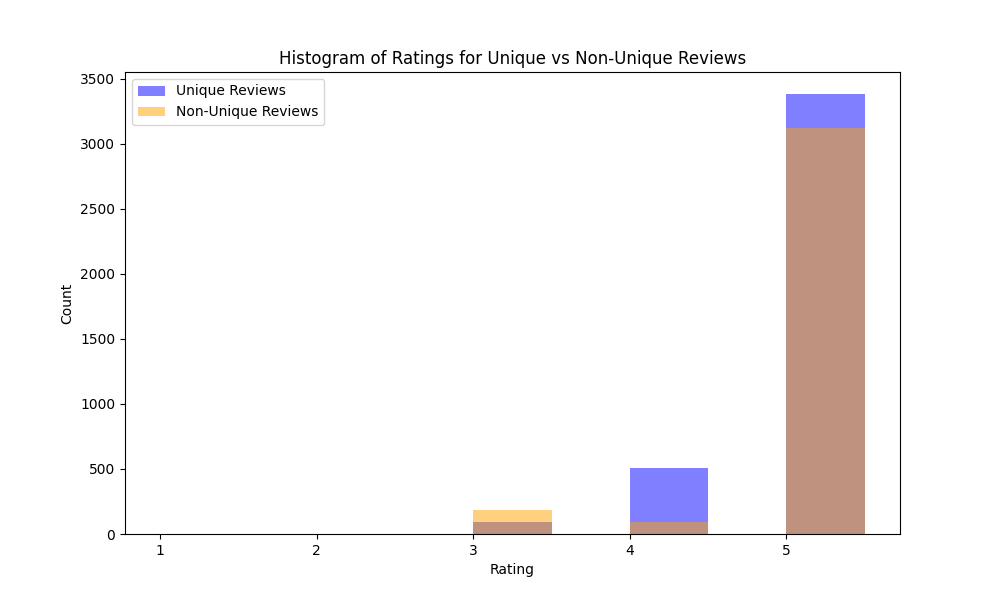 Histogram of Ratings for Unique vs Non-Unique Reviews
Unique Reviews
Non-Unique Reviews
3500
3000
2500
2000
1500
1000
500
0
Count
1 2 3 4 5
Rating